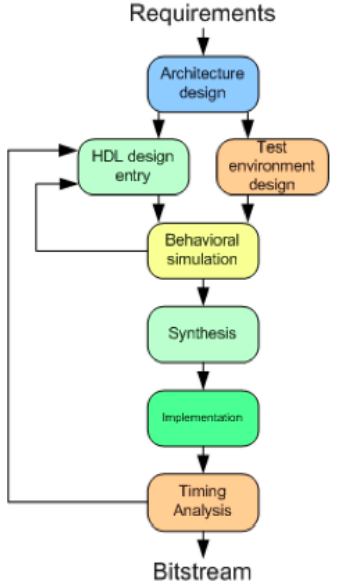 Requirements
Architecture
design
HDL design
entry
Test
environment
design
Behavioral
simulation
Synthesis
Implementation
Timing
Analysis
Bitstream